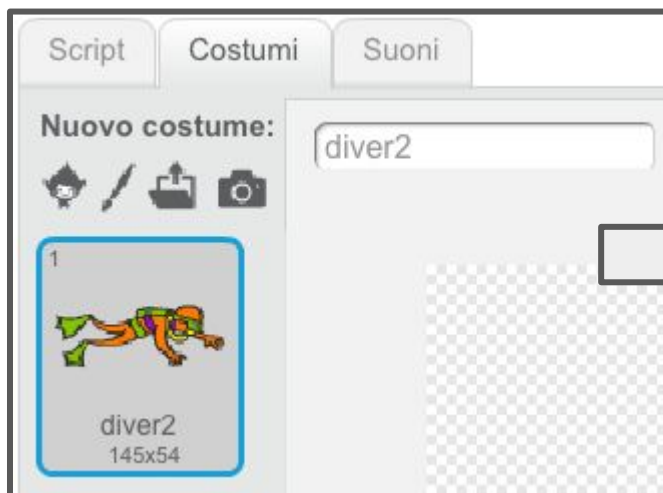 Script Costumi Suoni
Nuovo costume:
diver2
1
diver2
145x54